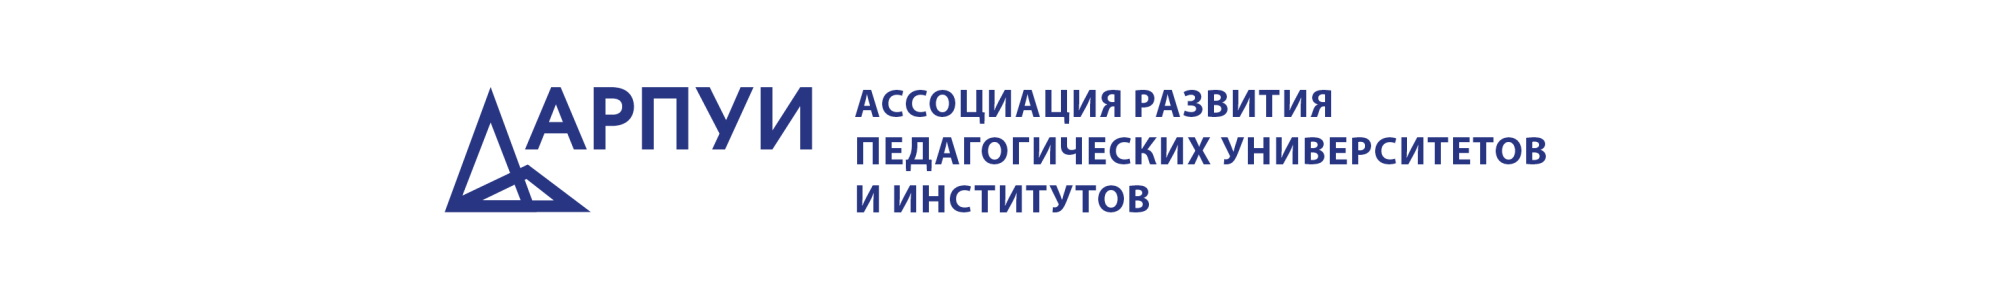 АРПУИ
АССОЦИАЦИЯ РАЗВИТИЯ
ПЕДАГОГИЧЕСКИХ УНИВЕРСИТЕТОВ
И ИНСТИТУТОВ